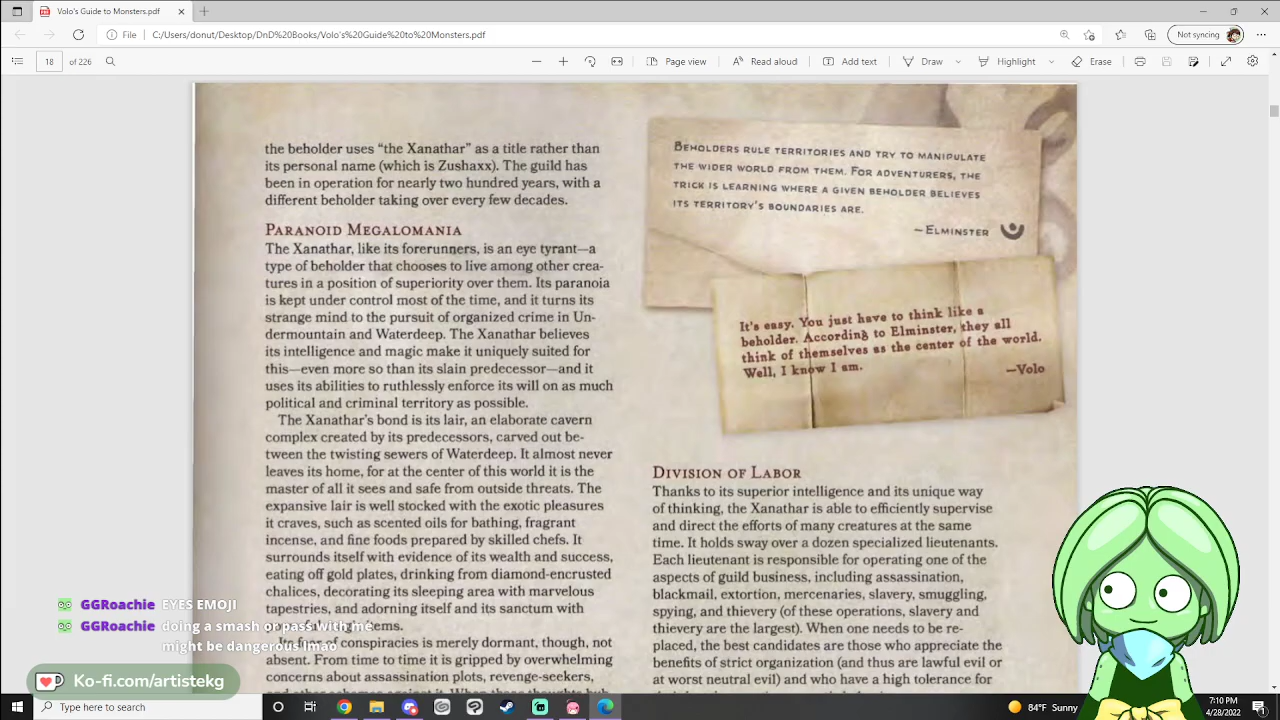 Volo's Guide to Monsters.pdf
File
C:/Users/donut/Desktop/DnD%20Books/Volo's%20Guide%20to%20Monsters.pdf
Not syncing
18 of 226
Page view
Read aloud
Add text
Draw
Highlight
Erase
the beholder uses “the Xanathar” as a title rather than
its personal name (which is Zushaxx). The guild has
been in operation for nearly two hundred years, with a
different beholder taking over every few decades.
PARANOID MEGALOMANIA
The Xanathar, like its forerunners, is an eye tyrant—a
type of beholder that chooses to live among other crea-
tures in a position of superiority over them. Its paranoia
is kept under control most of the time, and it turns its
strange mind to the pursuit of organized crime in Un-
dermountain and Waterdeep. The Xanathar believes
its intelligence and magic make it uniquely suited for
this—even more so than its slain predecessor—and it
uses its abilities to ruthlessly enforce its will on as much
political and criminal territory as possible.
The Xanathar's bond is its lair, an elaborate cavern
complex created by its predecessors, carved out be-
tween the twisting sewers of Waterdeep. It almost never
leaves its home, for at the center of this world it is the
master of all it sees and safe from outside threats. The
expansive lair is well stocked with the exotic pleasures
it craves, such as scented oils for bathing, fragrant
incense, and fine foods prepared by skilled chefs. It
surrounds itself with evidence of its wealth and success,
eating off gold plates, drinking from diamond-encrusted
chalices, decorating its sleeping area with marvelous
tapestries, and adorning itself and its sanctum with
of conspiracies is merely dormant, though, not
absent. From time to time it is gripped by overwhelming
concerns about assassination plots, revenge-seekers,
BEHOLDERS RULE TERRITORIES AND TRY TO MANIPULATE
THE WIDER WORLD FROM THEM. FOR ADVENTURERS, THE
TRICK IS LEARNING WHERE A GIVEN BEHOLDER BELIEVES
ITS TERRITORY'S BOUNDARIES ARE.
—ELMINSTER
It's easy. You just have to think like a
beholder. According to Elminster, they all
think of themselves as the center of the world.
Well, I know I am.
—Volo
DIVISION OF LABOR
Thanks to its superior intelligence and its unique way
of thinking, the Xanathar is able to efficiently supervise
and direct the efforts of many creatures at the same
time. It holds sway over a dozen specialized lieutenants.
Each lieutenant is responsible for operating one of the
aspects of guild business, including assassination,
blackmail, extortion, mercenaries, slavery, smuggling,
spying, and thievery (of these operations, slavery and
thievery are the largest). When one needs to be re-
placed, the best candidates are those who appreciate the
benefits of strict organization (and thus are lawful evil or
at worst neutral evil) and who have a high tolerance for
GGRoachie EYES EMOJI
GGRoachie doing a smash or pass with me
might be dangerous lmao
Ko-fi.com/artistekg
Type here to search
84°F Sunny
7:10 PM
4/28/2022